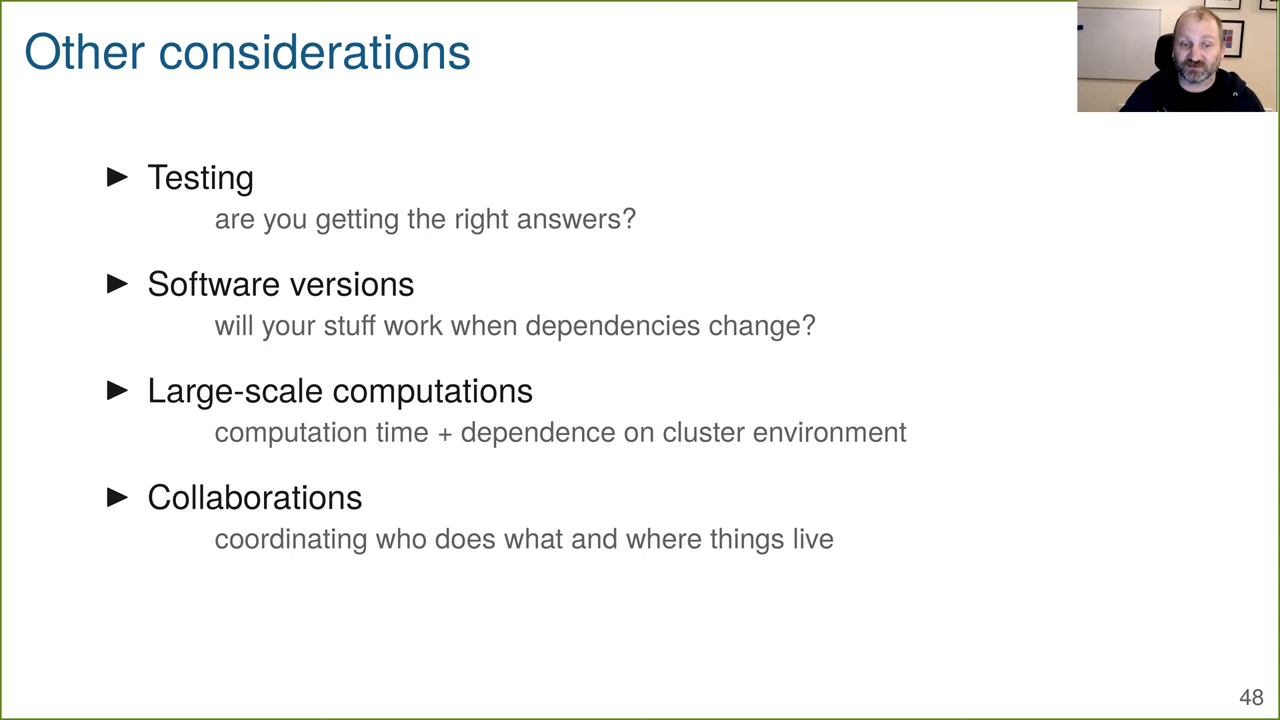 Other considerations
► Testing
are you getting the right answers?
► Software versions
will your stuff work when dependencies change?
► Large-scale computations
computation time + dependence on cluster environment
► Collaborations
coordinating who does what and where things live
48